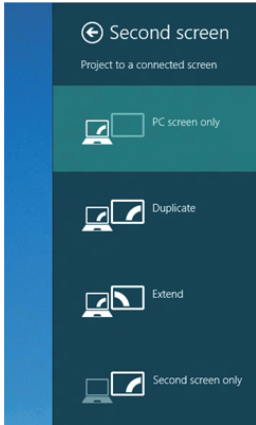 Second screen
Project to a connected screen
PC screen only
Duplicate
Extend
Second screen only